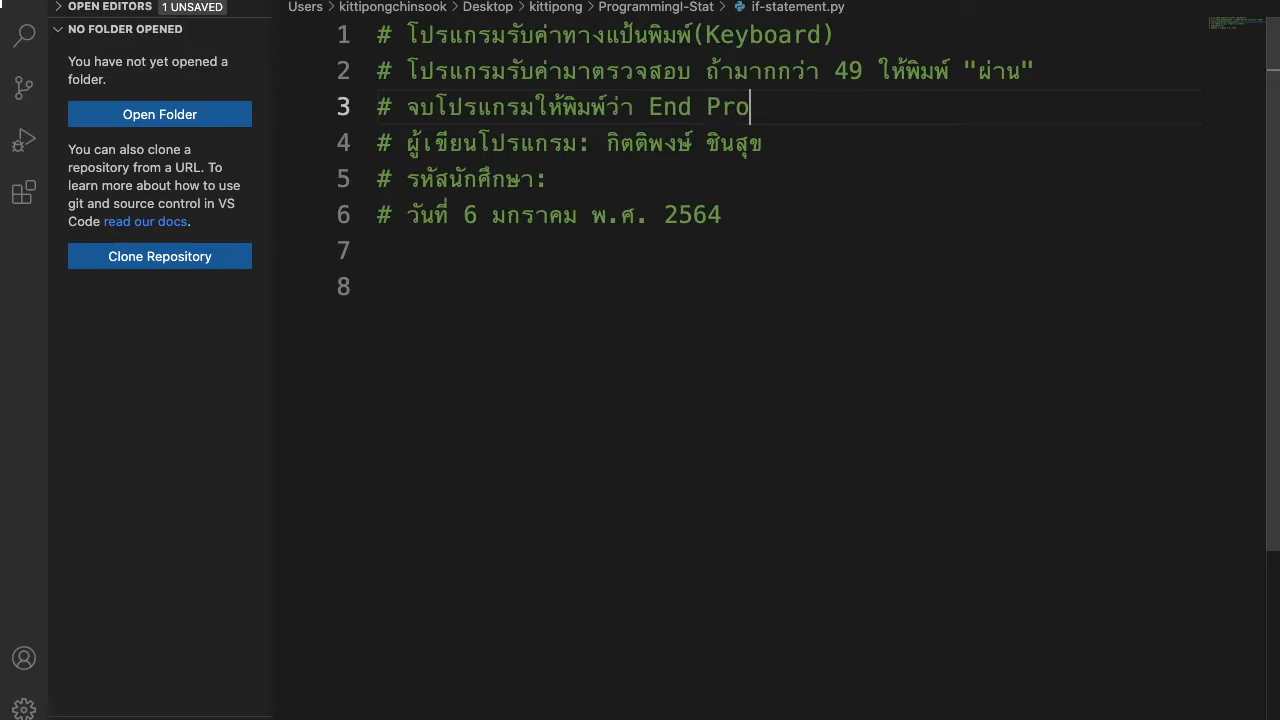 OPEN EDITORS 1 UNSAVED
Users > kittipongchinsook > Desktop > kittipong > ProgrammingI-Stat > if-statement.py
NO FOLDER OPENED
You have not yet opened a
folder.
Open Folder
You can also clone a
repository from a URL. To
learn more about how to use
git and source control in VS
Code read our docs.
Clone Repository
1 # โปรแกรมรับค่าทางแป้นพิมพ์(Keyboard)
2 # โปรแกรมรับค่ามาตรวจสอบ ถ้ามากกว่า 49 ให้พิมพ์ "ผ่าน"
3 # จบโปรแกรมให้พิมพ์ว่า End Pro
4 # ผู้เขียนโปรแกรม: กิตติพงษ์ ชินสุข
5 # รหัสนักศึกษา:
6 # วันที่ 6 มกราคม พ.ศ. 2564
7
8